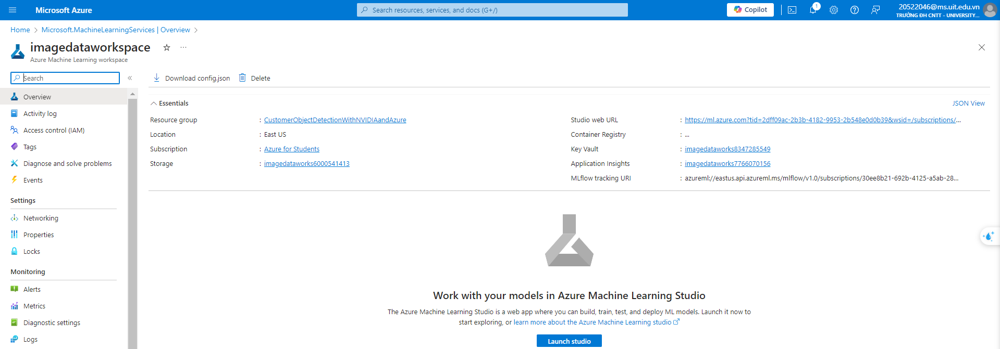 Microsoft Azure
Search resources, services, and docs (G+/)
Copilot
1
20522046@ms.uit.edu.vn
TRƯỜNG ĐH CNTT - UNIVERSITY...
Home > Microsoft.MachineLearningServices | Overview >
imagedataworkspace
Azure Machine Learning workspace
Search
Download config.json
Delete
Overview
Activity log
Access control (IAM)
Tags
Diagnose and solve problems
Events
Settings
Networking
Properties
Locks
Monitoring
Alerts
Metrics
Diagnostic settings
Logs
Essentials
JSON View
Resource group : CustomerObjectDetectionWithNVIDIAandAzure
Location : East US
Subscription : Azure for Students
Storage : imagedataworks6000541413
Studio web URL : https://ml.azure.com?tid=2dff09ac-2b3b-4182-9953-2b548e0d0b39&wsid=/subscriptions/...
Container Registry : ...
Key Vault : imagedataworks8347285549
Application Insights : imagedataworks7766070156
MLflow tracking URI : azureml://eastus.api.azureml.ms/mlflow/v1.0/subscriptions/30ee8b21-692b-4125-a5ab-28...
Work with your models in Azure Machine Learning Studio
The Azure Machine Learning Studio is a web app where you can build, train, test, and deploy ML models. Launch it now to
start exploring, or learn more about the Azure Machine Learning studio
Launch studio